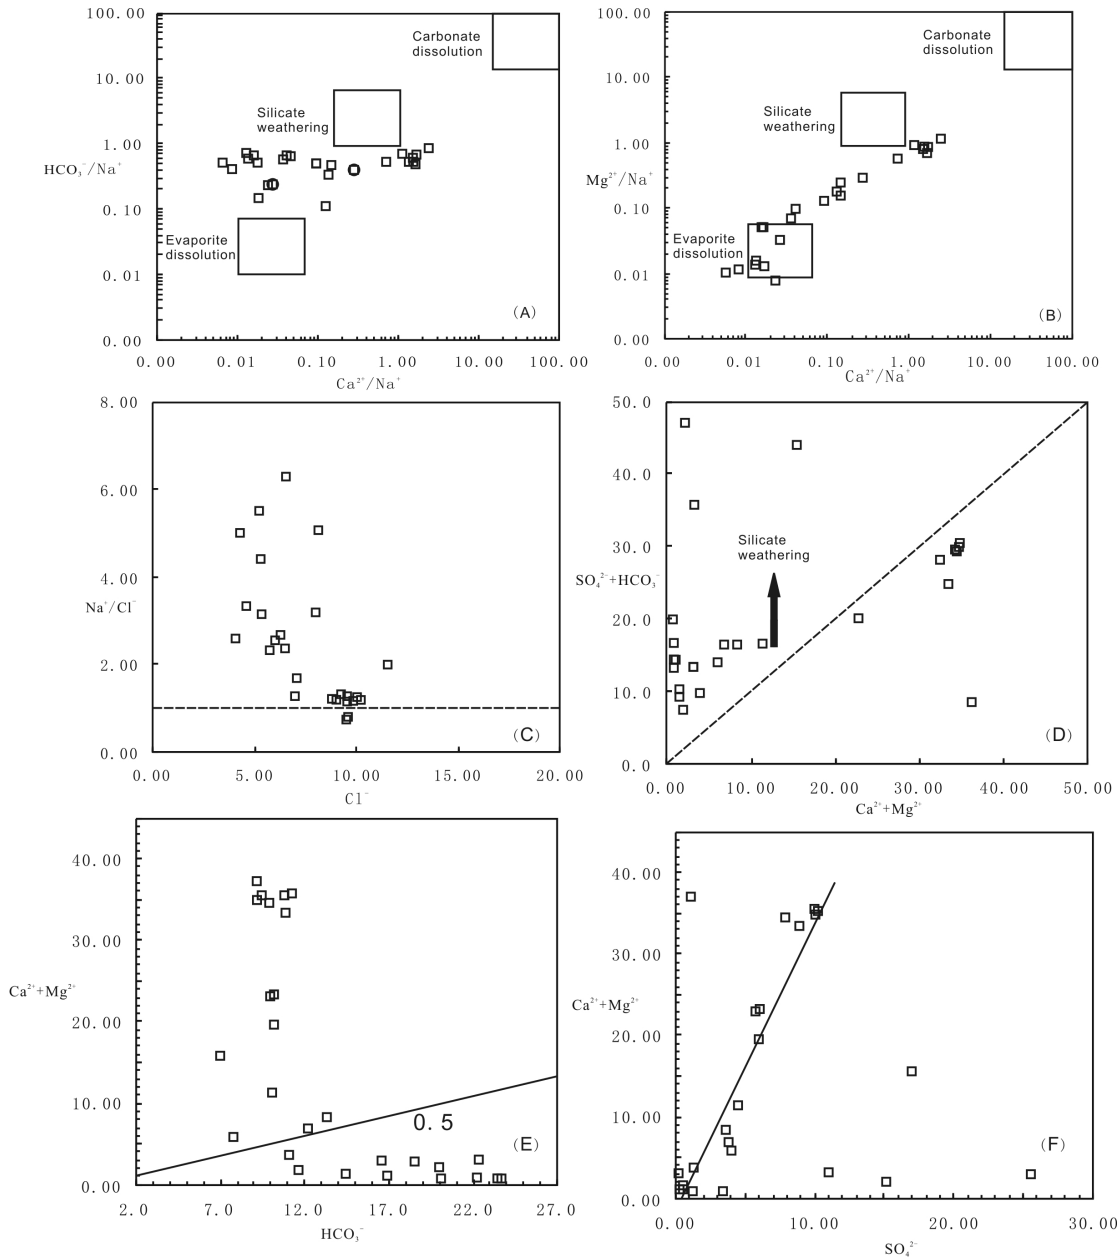 100.00
10.00
1.00
0.10
0.01
0.00
HCO₃⁻/Na⁺
Carbonate
dissolution
Silicate
weathering
Evaporite
dissolution
(A)
0.00 0.01 0.10 1.00 10.00 100.00
Ca²⁺/Na⁺
100.00
10.00
1.00
0.10
0.01
0.00
Mg²⁺/Na⁺
Carbonate
dissolution
Silicate
weathering
Evaporite
dissolution
(B)
0.00 0.01 0.10 1.00 10.00 100.00
Ca²⁺/Na⁺
8.00
6.00
4.00
2.00
0.00
Na⁺/Cl⁻
(C)
0.00 5.00 10.00 15.00 20.00
Cl⁻
50.0
40.0
30.0
20.0
10.0
0.0
SO₄²⁻+HCO₃⁻
Silicate
weathering
(D)
0.00 10.00 20.00 30.00 40.00 50.00
Ca²⁺+Mg²⁺
40.00
30.00
20.00
10.00
0.00
Ca²⁺+Mg²⁺
0.5
(E)
2.0 7.0 12.0 17.0 22.0 27.0
HCO₃⁻
40.00
30.00
20.00
10.00
0.00
Ca²⁺+Mg²⁺
(F)
0.00 10.00 20.00 30.00
SO₄²⁻